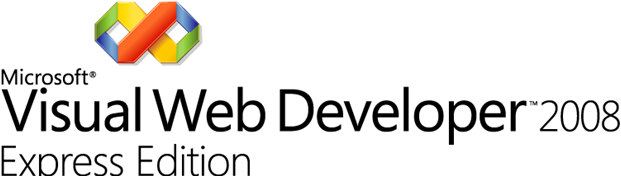 Microsoft®
Visual Web Developer™ 2008
Express Edition